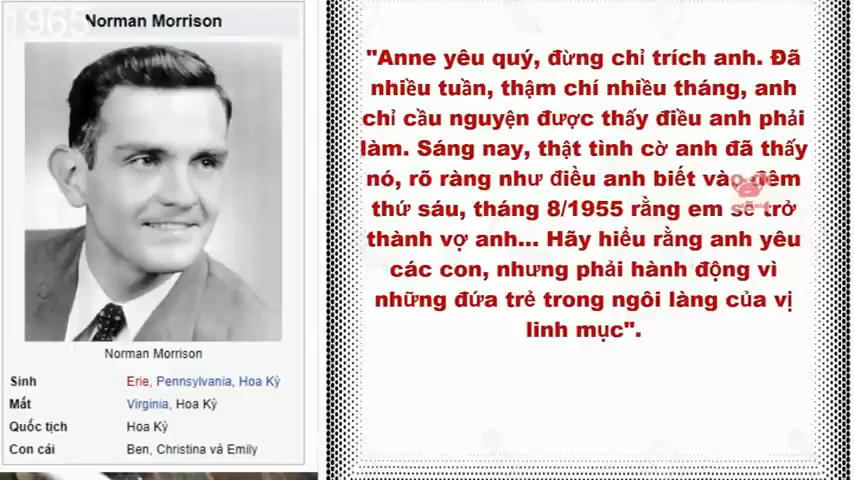 1965
Norman Morrison
Norman Morrison
Sinh Erie, Pennsylvania, Hoa Kỳ
Mất Virginia, Hoa Kỳ
Quốc tịch Hoa Kỳ
Con cái Ben, Christina và Emily
"Anne yêu quý, đừng chỉ trích anh. Đã
nhiều tuần, thậm chí nhiều tháng, anh
chỉ cầu nguyện được thấy điều anh phải
làm. Sáng nay, thật tình cờ anh đã thấy
nó, rõ ràng như điều anh biết vào đêm
thứ sáu, tháng 8/1955 rằng em sẽ trở
thành vợ anh... Hãy hiểu rằng anh yêu
các con, nhưng phải hành động vì
những đứa trẻ trong ngôi làng của vị
linh mục".